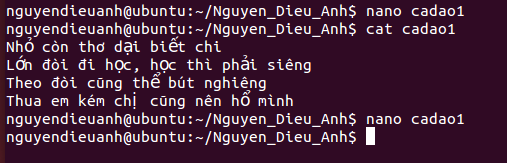 nguyendieuanh@ubuntu:~/Nguyen_Dieu_Anh$ nano cadao1
nguyendieuanh@ubuntu:~/Nguyen_Dieu_Anh$ cat cadao1
Nhỏ còn thơ dại biết chi
Lớn đòi đi học, học thì phải siêng
Theo đòi cũng thể bút nghiêng
Thua em kém chị cũng nên hổ mình
nguyendieuanh@ubuntu:~/Nguyen_Dieu_Anh$ nano cadao1
nguyendieuanh@ubuntu:~/Nguyen_Dieu_Anh$